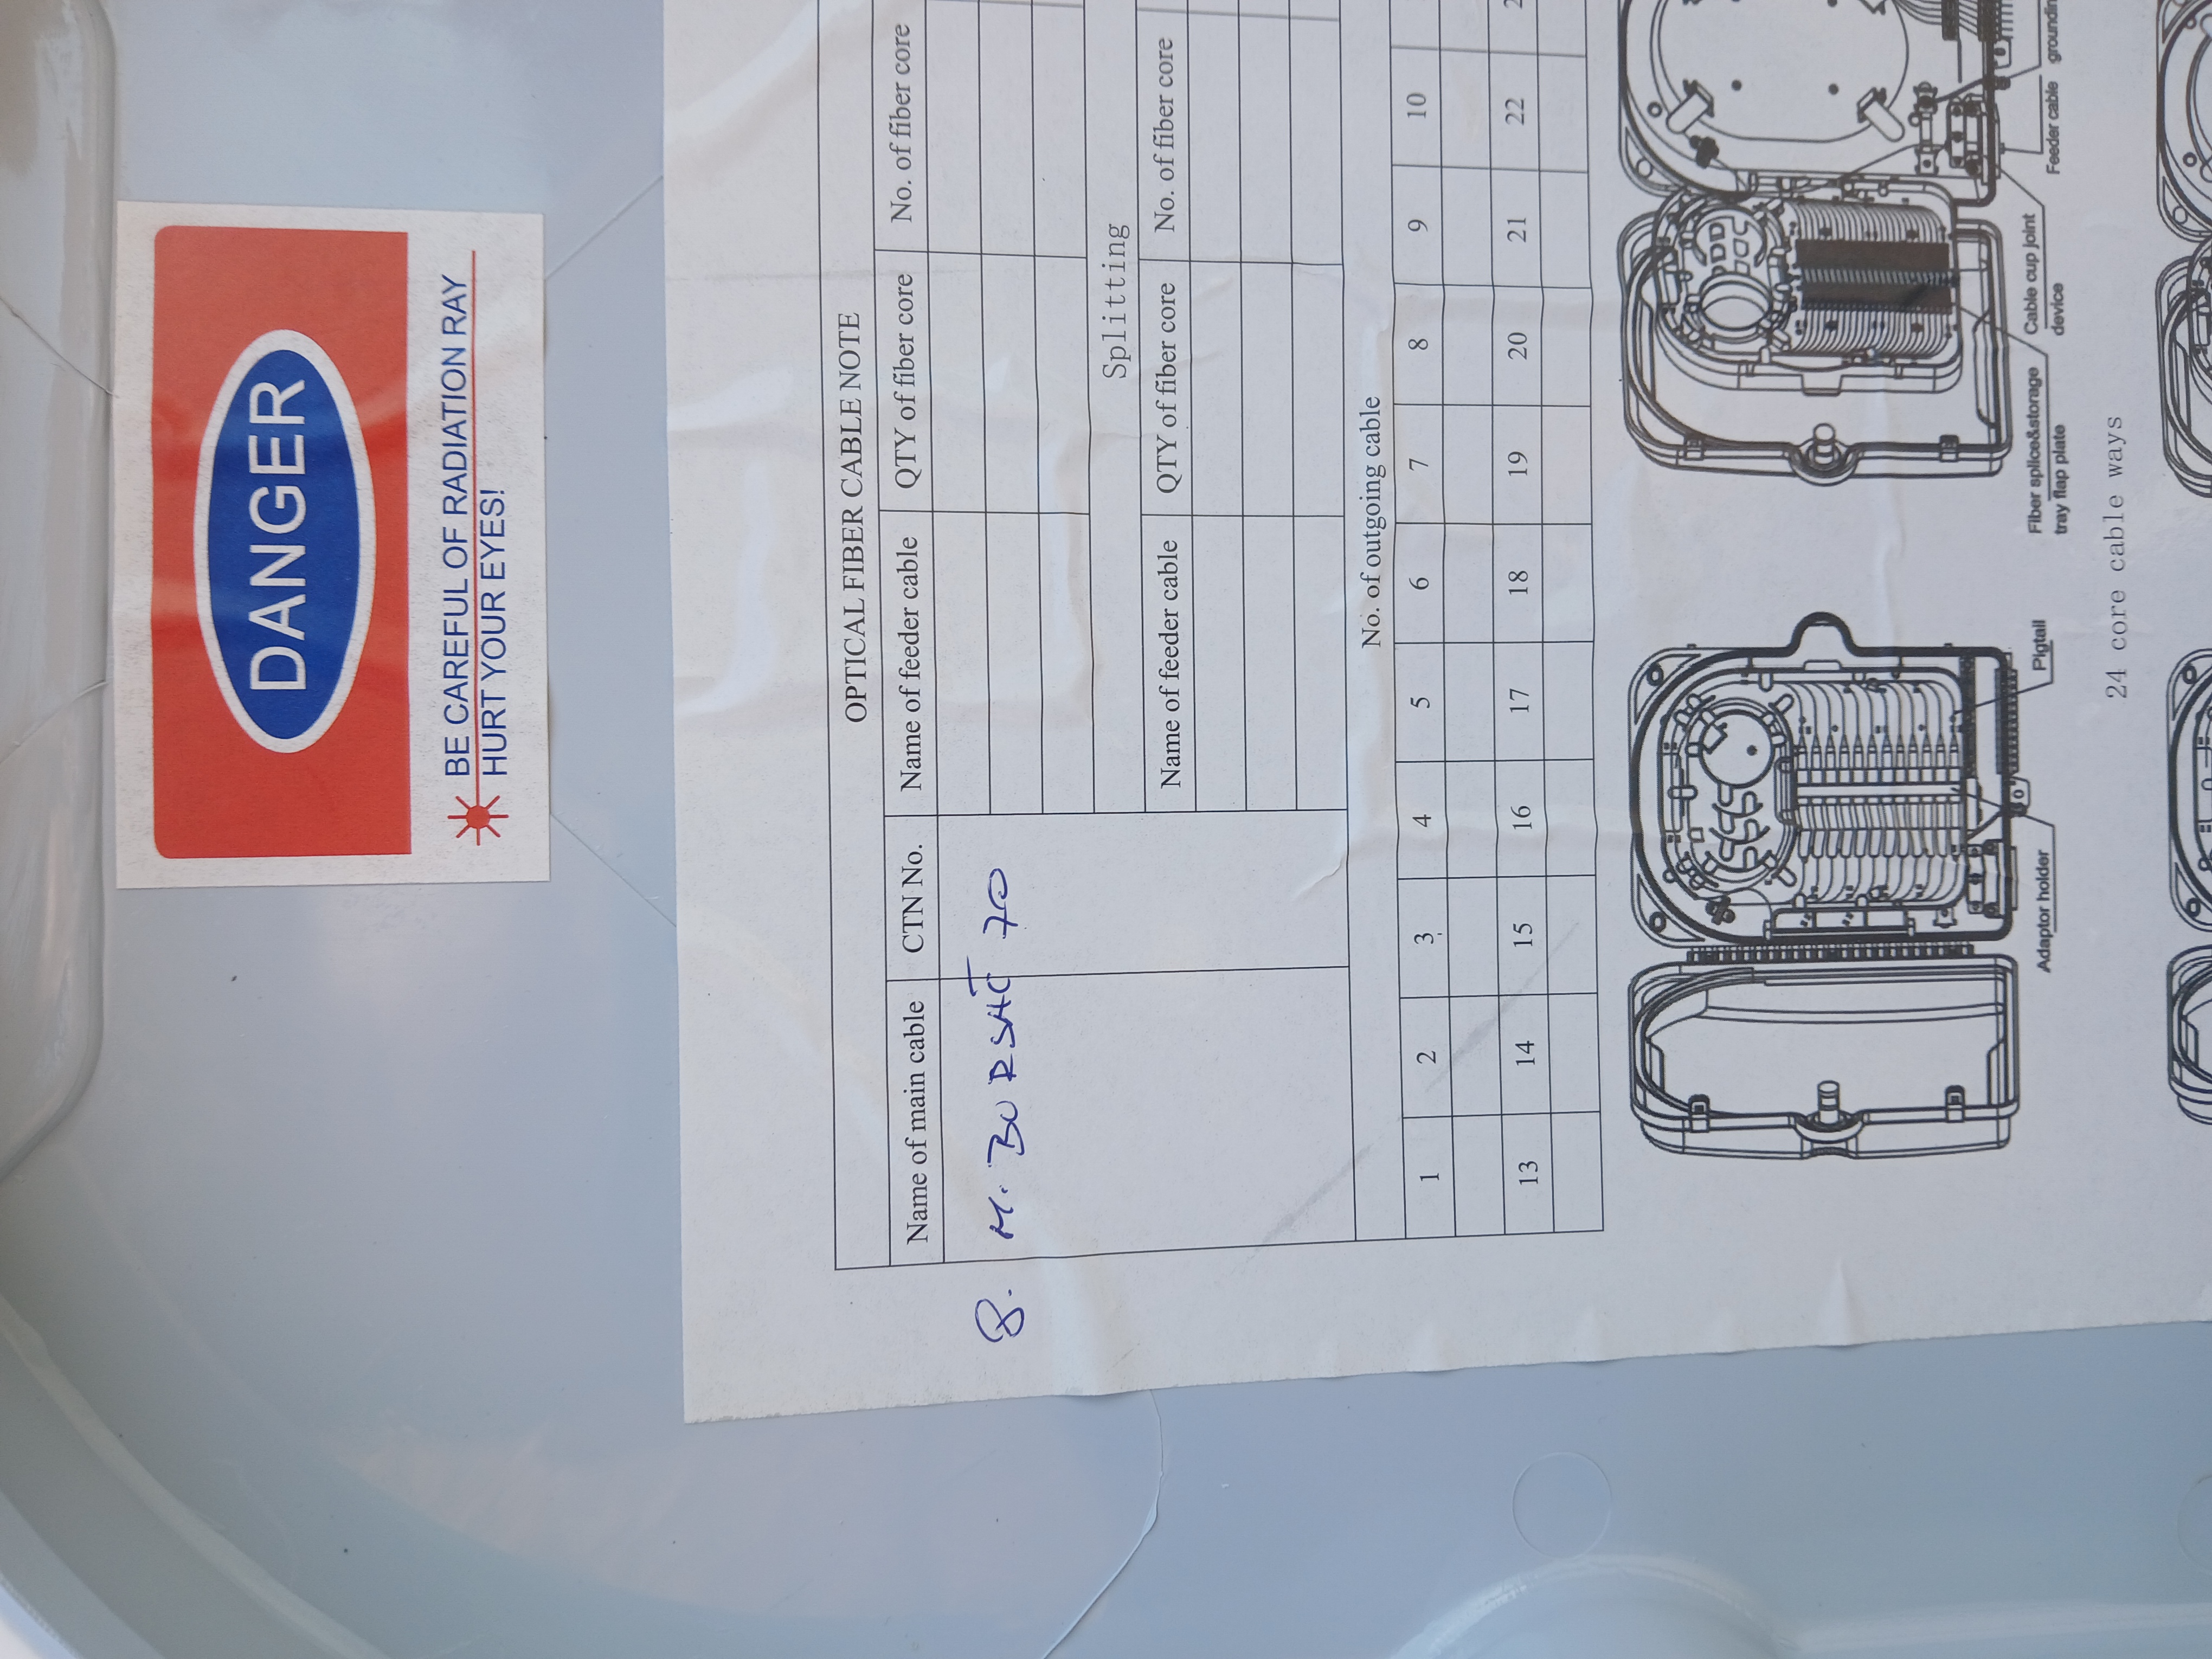 DANGER
BE CAREFUL OF RADIATION RAY
HURT YOUR EYES!
OPTICAL FIBER CABLE NOTE
Name of main cable CTN No. Name of feeder cable QTY of fiber core No. of fiber core
8. M. BURSAĆ 70
Splitting
Name of feeder cable QTY of fiber core No. of fiber core
No. of outgoing cable
1 2 3 4 5 6 7 8 9 10
13 14 15 16 17 18 19 20 21 22
Adaptor holder
Pigtail
Fiber splice&storage
tray flap plate
Cable cup joint
device
Feeder cable
24 core cable ways